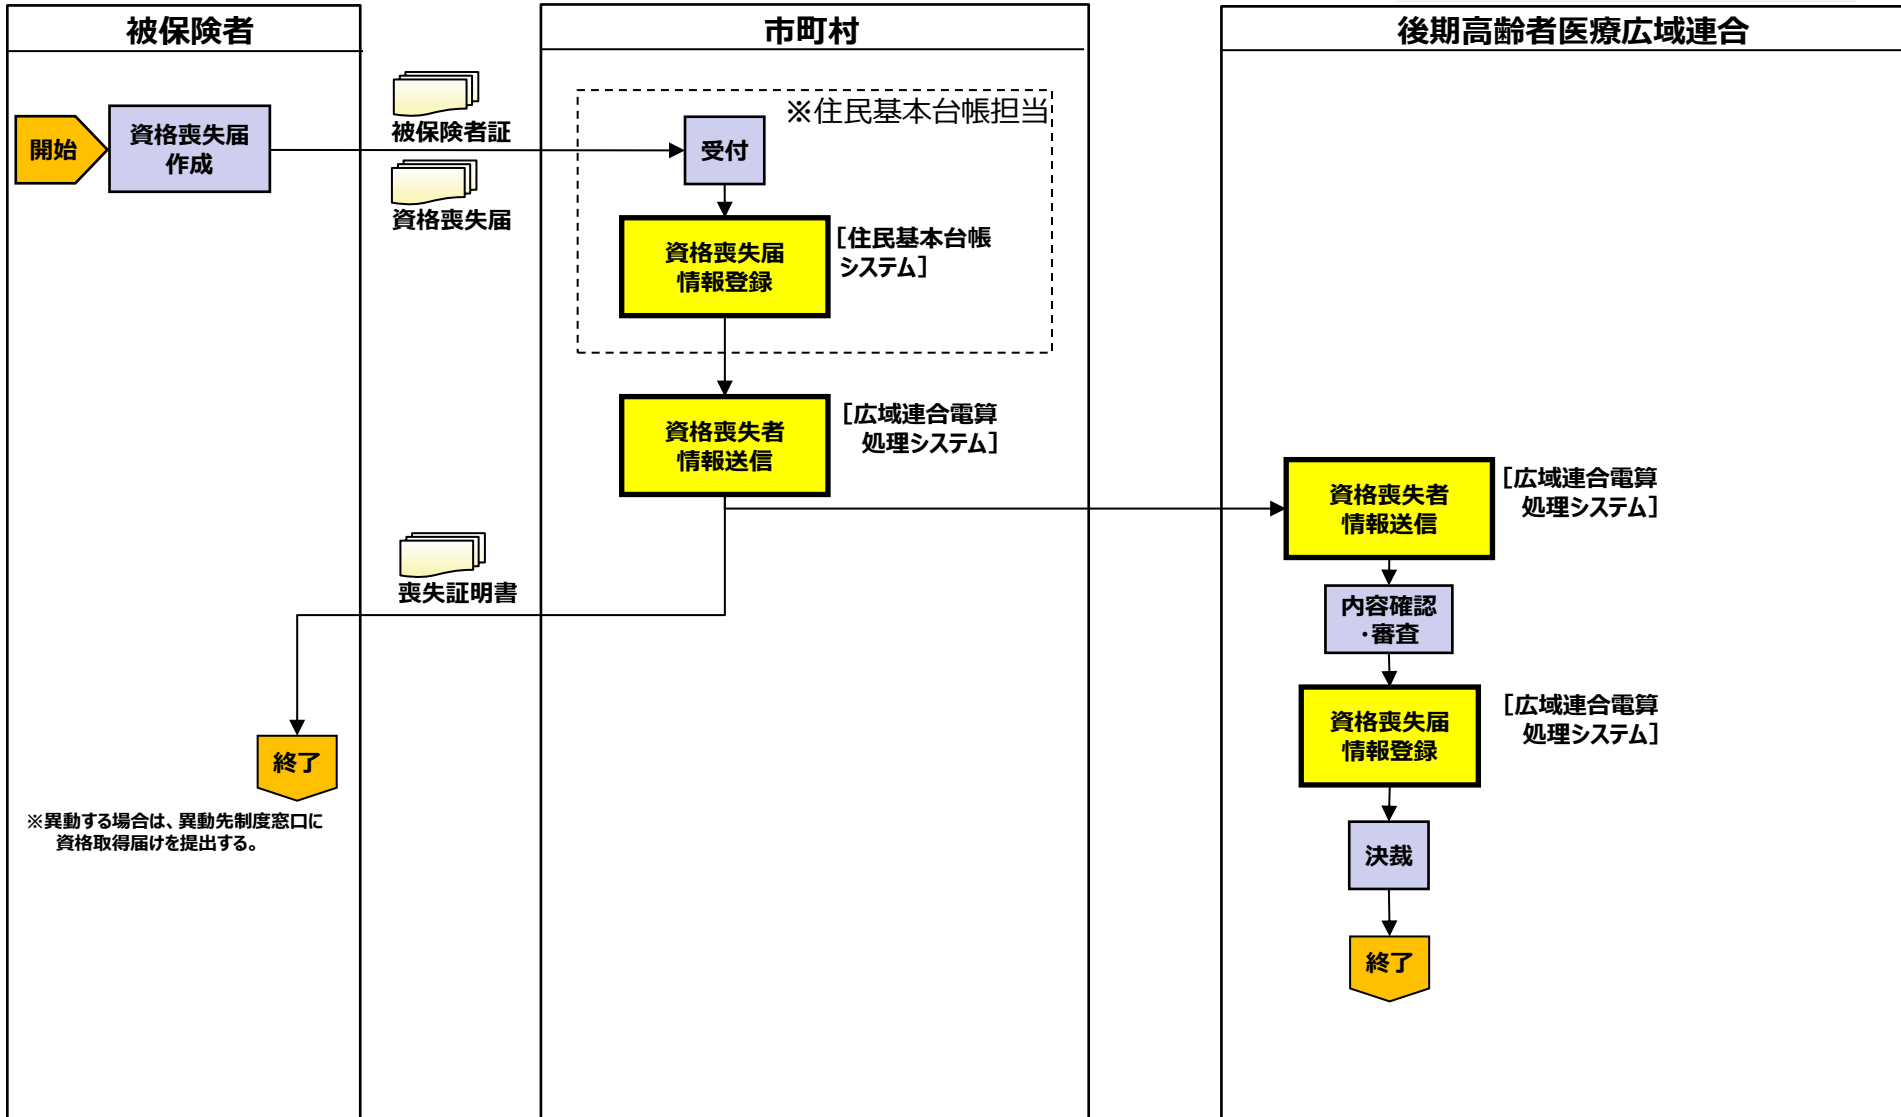 被保険者
市町村
後期高齢者医療広域連合
開始
資格喪失届
作成
被保険者証
資格喪失届
※住民基本台帳担当
受付
資格喪失届
情報登録
［住民基本台帳
システム］
資格喪失者
情報送信
［広域連合電算
処理システム］
資格喪失者
情報送信
［広域連合電算
処理システム］
喪失証明書
内容確認
・審査
資格喪失届
情報登録
［広域連合電算
処理システム］
終了
※異動する場合は、異動先制度窓口に
資格取得届けを提出する。
決裁
終了